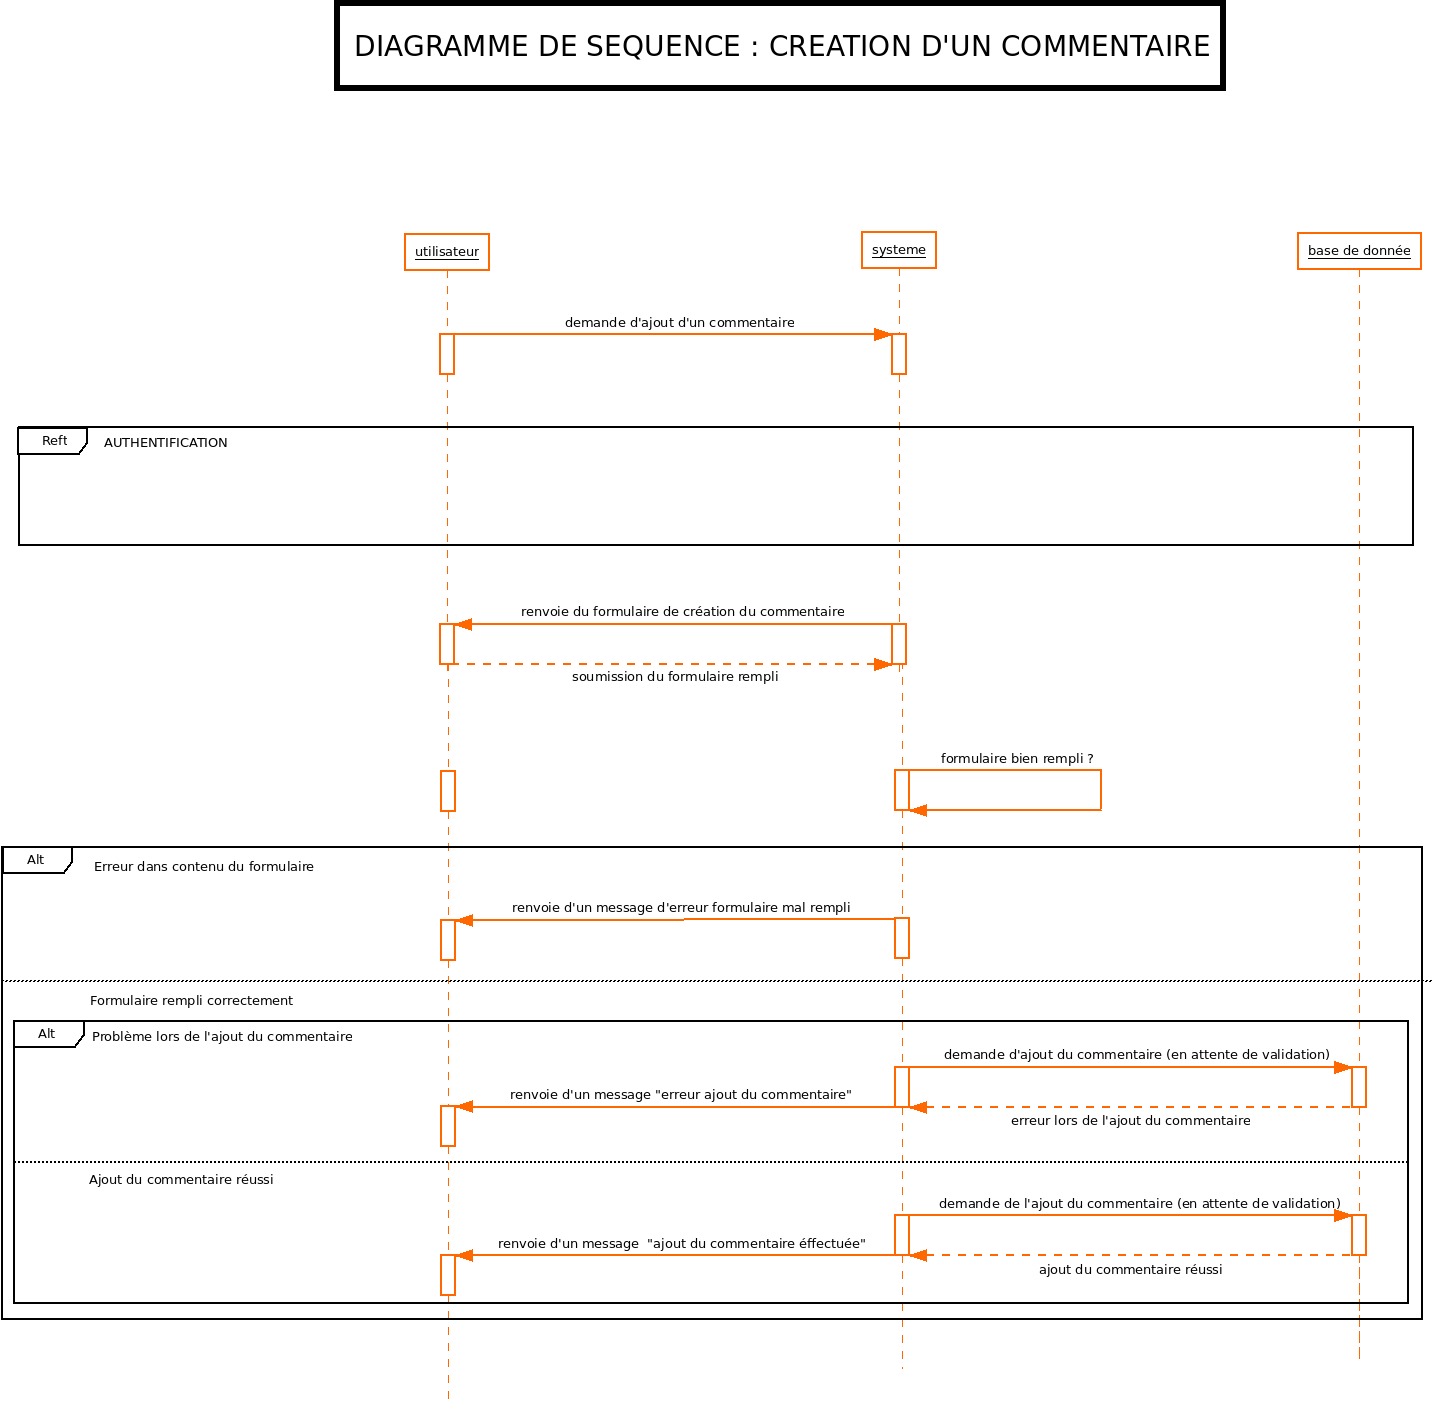 DIAGRAMME DE SEQUENCE : CREATION D'UN COMMENTAIRE
utilisateur
systeme
base de donnée
demande d'ajout d'un commentaire
Reft
AUTHENTIFICATION
renvoie du formulaire de création du commentaire
soumission du formulaire rempli
formulaire bien rempli ?
Alt
Erreur dans contenu du formulaire
renvoie d'un message d'erreur formulaire mal rempli
Formulaire rempli correctement
Alt
Problème lors de l'ajout du commentaire
demande d'ajout du commentaire (en attente de validation)
renvoie d'un message "erreur ajout du commentaire"
erreur lors de l'ajout du commentaire
Ajout du commentaire réussi
demande de l'ajout du commentaire (en attente de validation)
renvoie d'un message  "ajout du commentaire éffectuée"
ajout du commentaire réussi